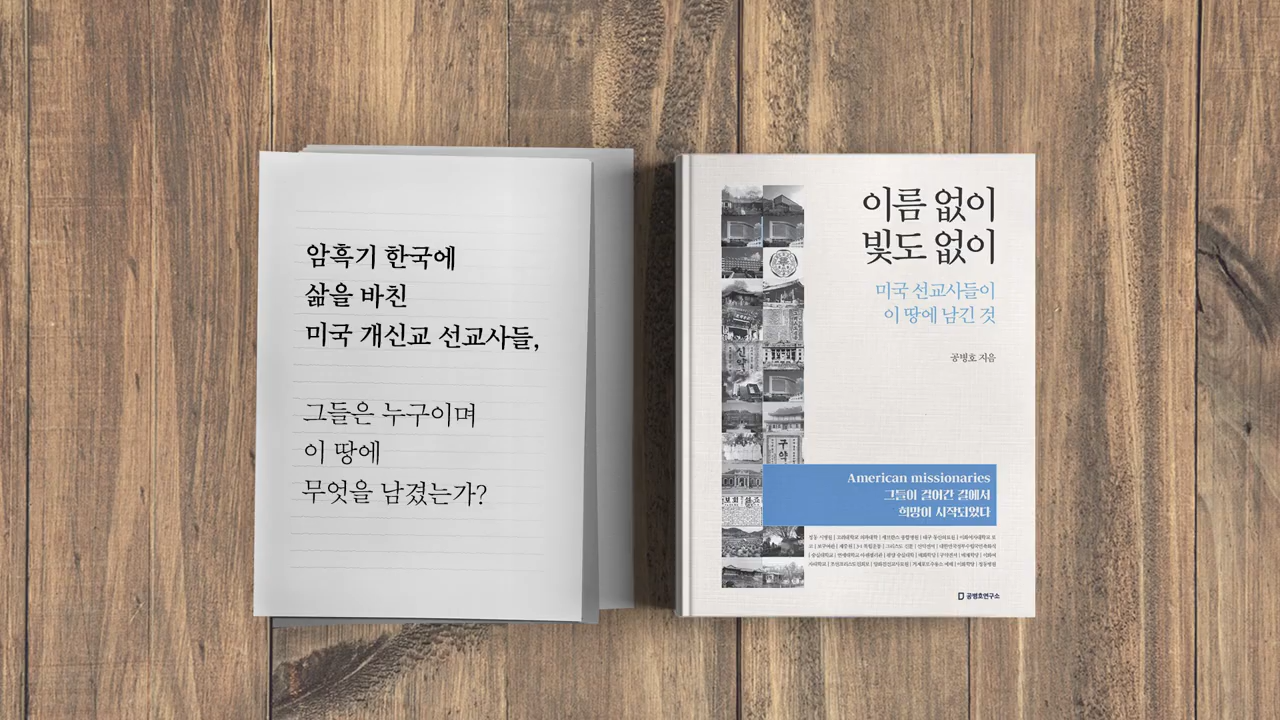 암흑기 한국에
삶을 바친
미국 개신교 선교사들,
그들은 누구이며
이 땅에
무엇을 남겼는가?
이름 없이
빛도 없이
미국 선교사들이
이 땅에 남긴 것
공병호 지음
구약
American missionaries
그들이 걸어간 길에서
희망이 시작되었다
공병호연구소